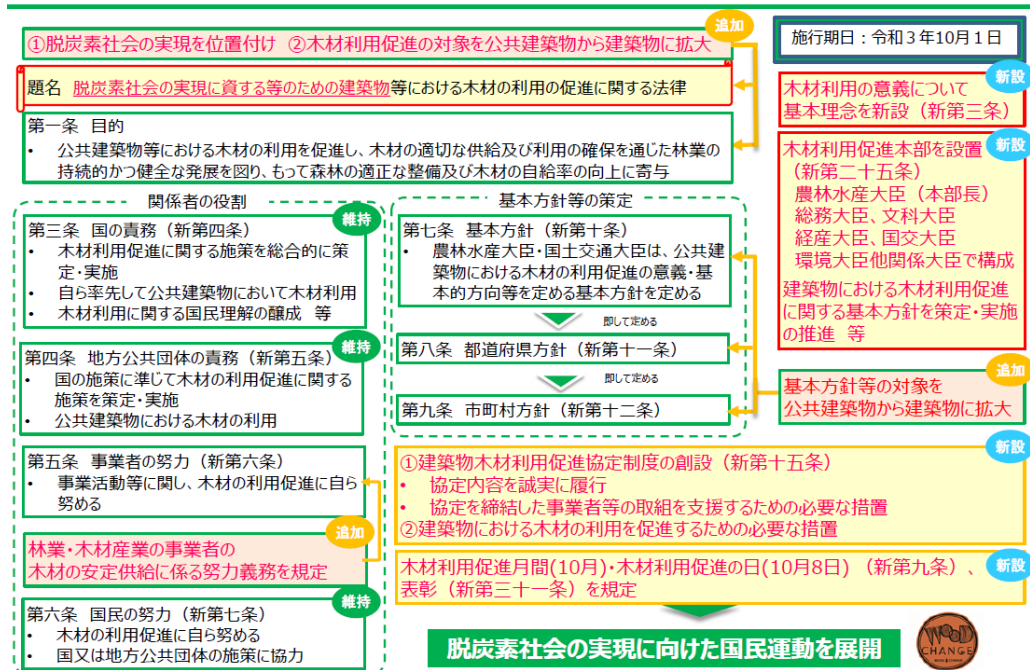 ①脱炭素社会の実現を位置付け ②木材利用促進の対象を公共建築物から建築物に拡大
追加
施行期日：令和３年10月１日
題名 脱炭素社会の実現に資する等のための建築物等における木材の利用の促進に関する法律
新設
木材利用の意義について
基本理念を新設（新第三条）
第一条 目的
• 公共建築物等における木材の利用を促進し、木材の適切な供給及び利用の確保を通じた林業の
持続的かつ健全な発展を図り、もって森林の適正な整備及び木材の自給率の向上に寄与
新設
木材利用促進本部を設置
（新第二十五条）
農林水産大臣（本部長）
総務大臣、文科大臣
経産大臣、国交大臣
環境大臣他関係大臣で構成
建築物における木材利用促進
に関する基本方針を策定・実施
の推進 等
関係者の役割
維持
第三条 国の責務（新第四条）
• 木材利用促進に関する施策を総合的に策
定・実施
• 自ら率先して公共建築物において木材利用
• 木材利用に関する国民理解の醸成 等
維持
第四条 地方公共団体の責務（新第五条）
• 国の施策に準じて木材の利用促進に関する
施策を策定・実施
• 公共建築物における木材の利用
第五条 事業者の努力（新第六条）
• 事業活動等に関し、木材の利用促進に自ら
努める
追加
林業・木材産業の事業者の
木材の安定供給に係る努力義務を規定
維持
第六条 国民の努力（新第七条）
• 木材の利用促進に自ら努める
• 国又は地方公共団体の施策に協力
基本方針等の策定
第七条 基本方針（新第十条）
• 農林水産大臣・国土交通大臣は、公共建
築物における木材の利用促進の意義・基
本的方向等を定める基本方針を定める
即して定める
第八条 都道府県方針（新第十一条）
即して定める
第九条 市町村方針（新第十二条）
追加
基本方針等の対象を
公共建築物から建築物に拡大
新設
①建築物木材利用促進協定制度の創設（新第十五条）
• 協定内容を誠実に履行
• 協定を締結した事業者等の取組を支援するための必要な措置
②建築物における木材の利用を促進するための必要な措置
新設
木材利用促進月間(10月)・木材利用促進の日(10月8日)（新第九条）、
表彰（新第三十一条）を規定
脱炭素社会の実現に向けた国民運動を展開
WOOD
CHANGE